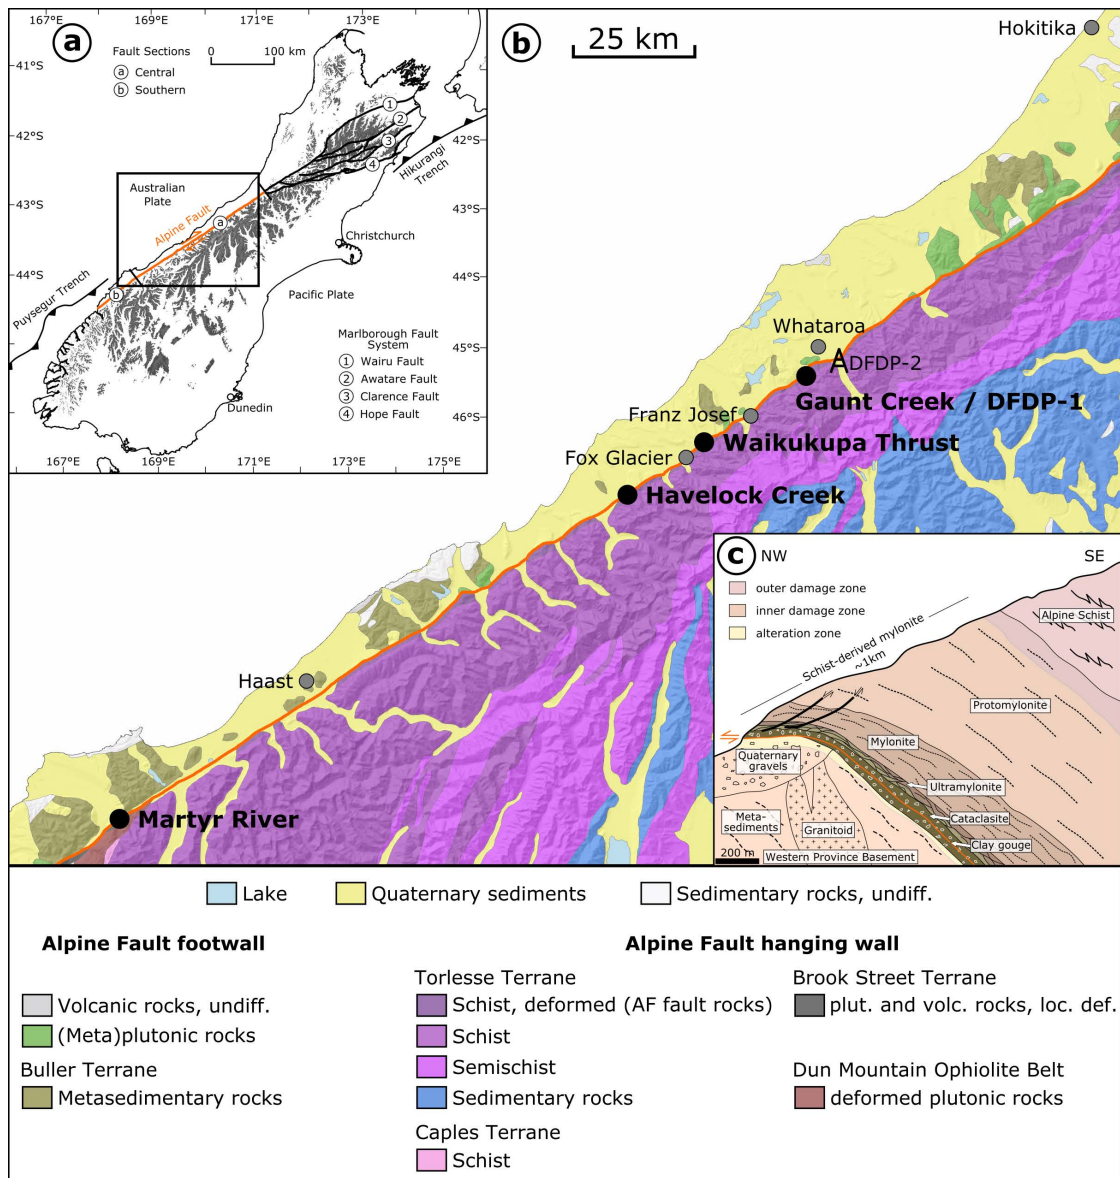 167°E
169°E
171°E
173°E
a
Fault Sections
0
100 km
a Central
b Southern
41°S
42°S
43°S
44°S
45°S
46°S
1
2
3
4
42°S
43°S
44°S
45°S
46°S
Hikurangi
Trench
Australian
Plate
Alpine Fault
a
Christchurch
Puysegur Trench
b
Pacific Plate
Marlborough Fault
System
1 Wairu Fault
2 Awatare Fault
3 Clarence Fault
4 Hope Fault
Dunedin
167°E
169°E
171°E
173°E
175°E
b
25 km
Hokitika
Whataroa
DFDP-2
Gaunt Creek / DFDP-1
Franz Josef
Waikukupa Thrust
Fox Glacier
Havelock Creek
Haast
Martyr River
c
NW
SE
outer damage zone
inner damage zone
alteration zone
Schist-derived mylonite
~1km
Alpine Schist
Protomylonite
Mylonite
Quaternary
gravels
Ultramylonite
Cataclasite
Meta-
sediments
Granitoid
Clay gouge
Western Province Basement
200 m
Lake
Quaternary sediments
Sedimentary rocks, undiff.
Alpine Fault footwall
Volcanic rocks, undiff.
(Meta)plutonic rocks
Buller Terrane
Metasedimentary rocks
Alpine Fault hanging wall
Torlesse Terrane
Schist, deformed (AF fault rocks)
Schist
Semischist
Sedimentary rocks
Caples Terrane
Schist
Brook Street Terrane
plut. and volc. rocks, loc. def.
Dun Mountain Ophiolite Belt
deformed plutonic rocks